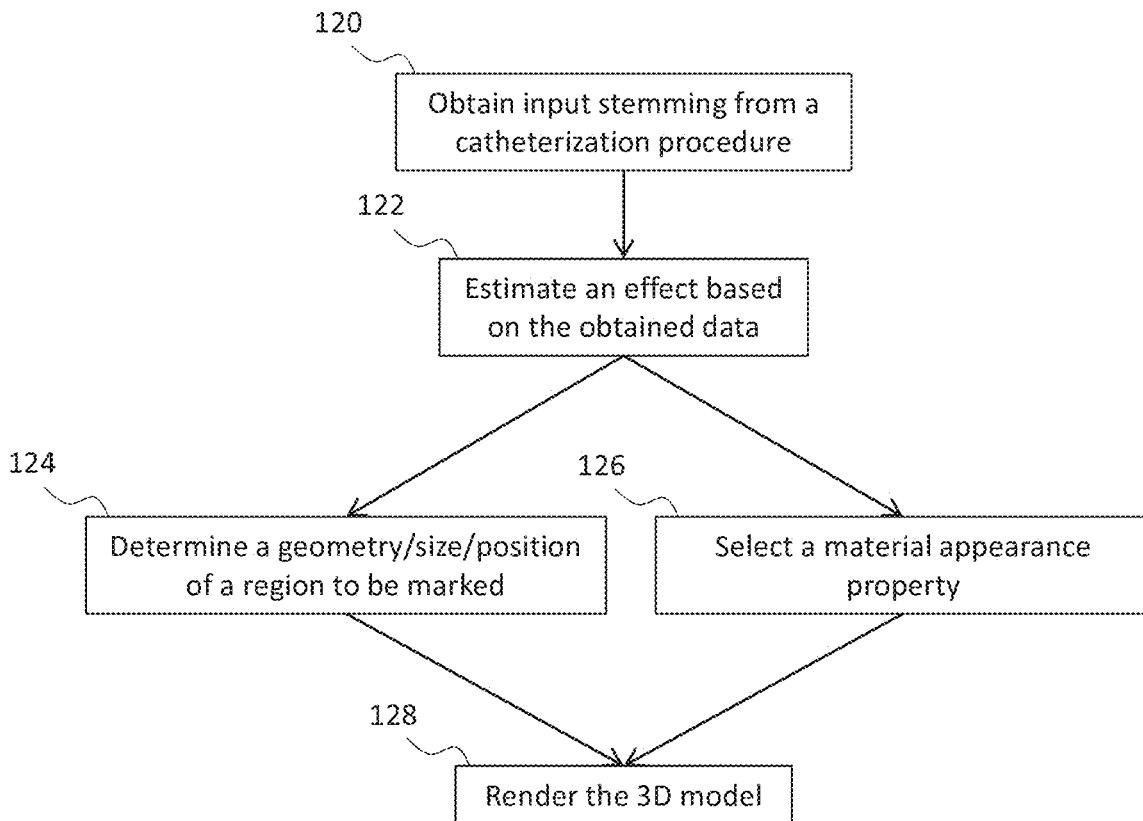 120
Obtain input stemming from a
catheterization procedure
122
Estimate an effect based
on the obtained data
124
Determine a geometry/size/position
of a region to be marked
126
Select a material appearance
property
128
Render the 3D model